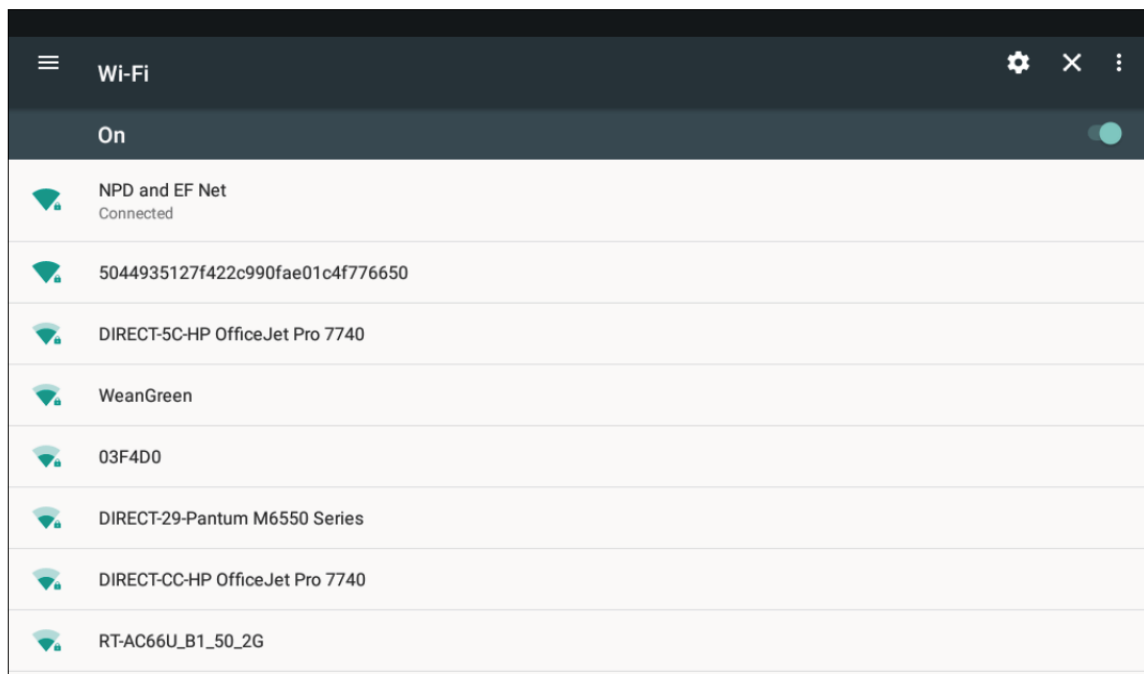 Wi-Fi
On
NPD and EF Net
Connected
5044935127f422c990fae01c4f776650
DIRECT-5C-HP OfficeJet Pro 7740
WeanGreen
03F4D0
DIRECT-29-Pantum M6550 Series
DIRECT-CC-HP OfficeJet Pro 7740
RT-AC66U_B1_50_2G